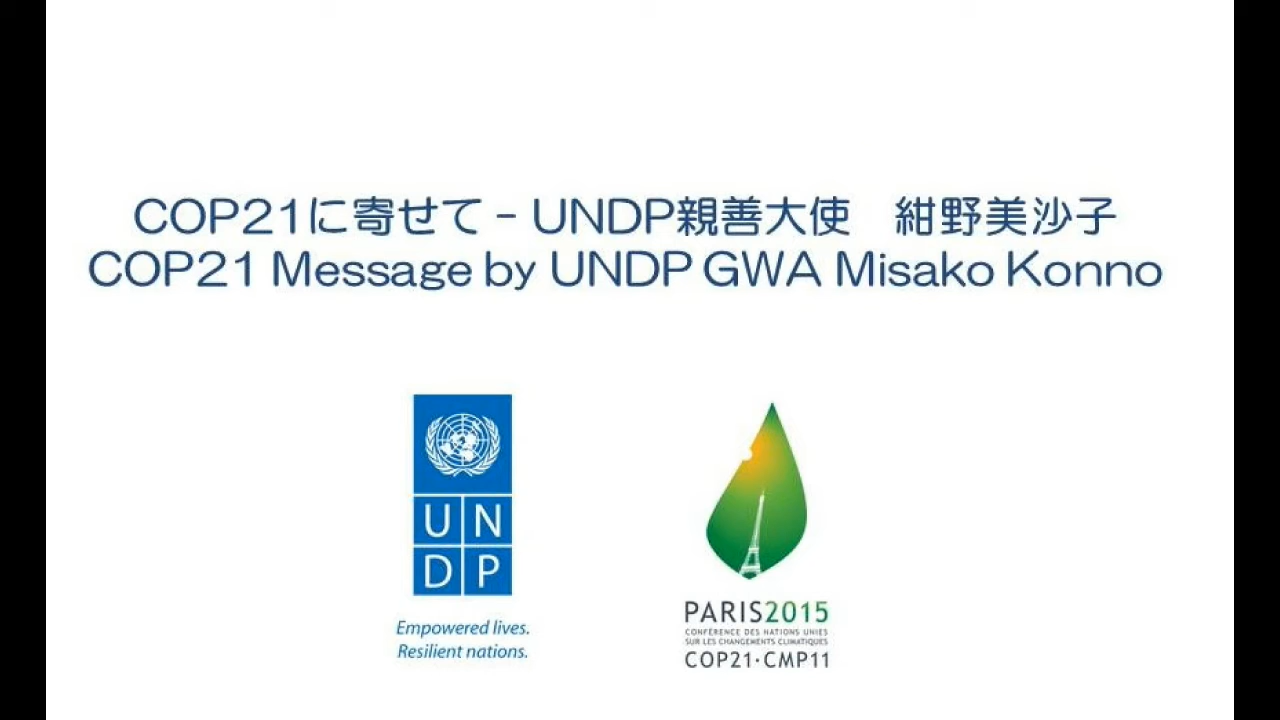 COP21に寄せて – UNDP親善大使　紺野美沙子
COP21 Message by UNDP GWA Misako Konno
U N
D P
Empowered lives.
Resilient nations.
PARIS2015
CONFÉRENCE DES NATIONS UNIES
SUR LES CHANGEMENTS CLIMATIQUES
COP21·CMP11